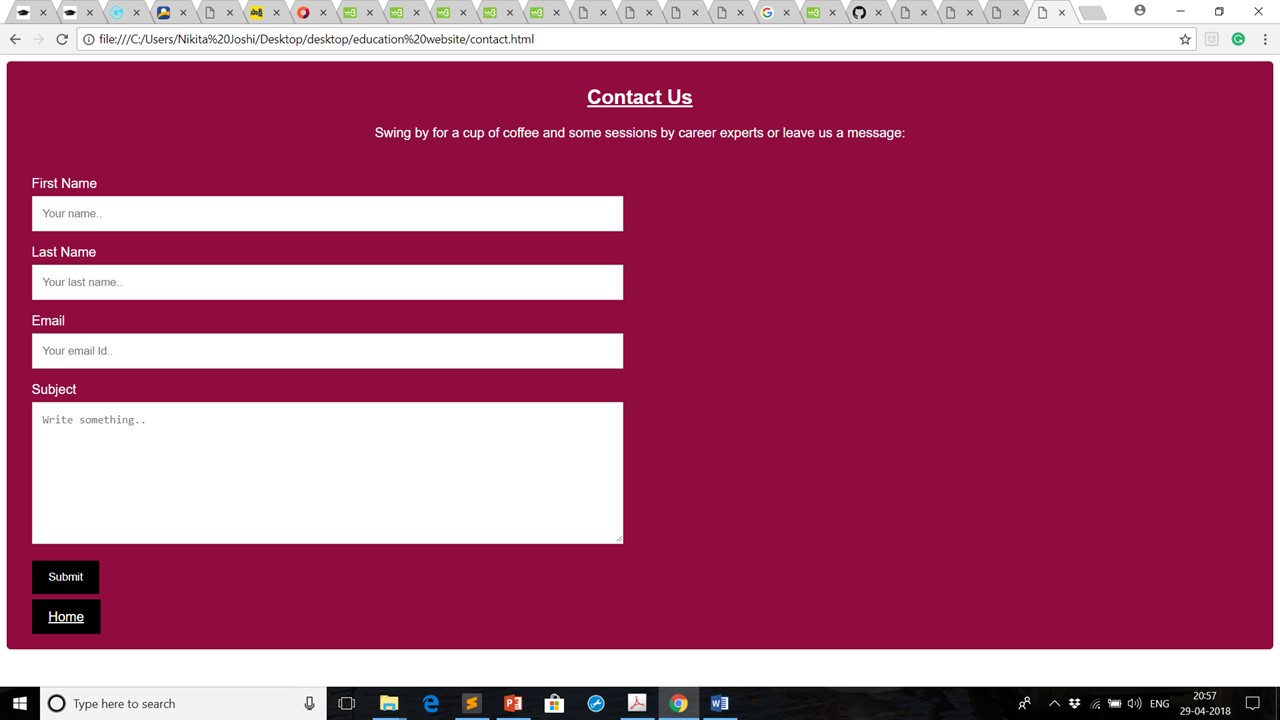 file:///C:/Users/Nikita%20Joshi/Desktop/desktop/education%20website/contact.html
Contact Us
Swing by for a cup of coffee and some sessions by career experts or leave us a message:
First Name
Your name..
Last Name
Your last name..
Email
Your email Id..
Subject
Write something..
Submit
Home
Type here to search
ENG
20:57
29-04-2018